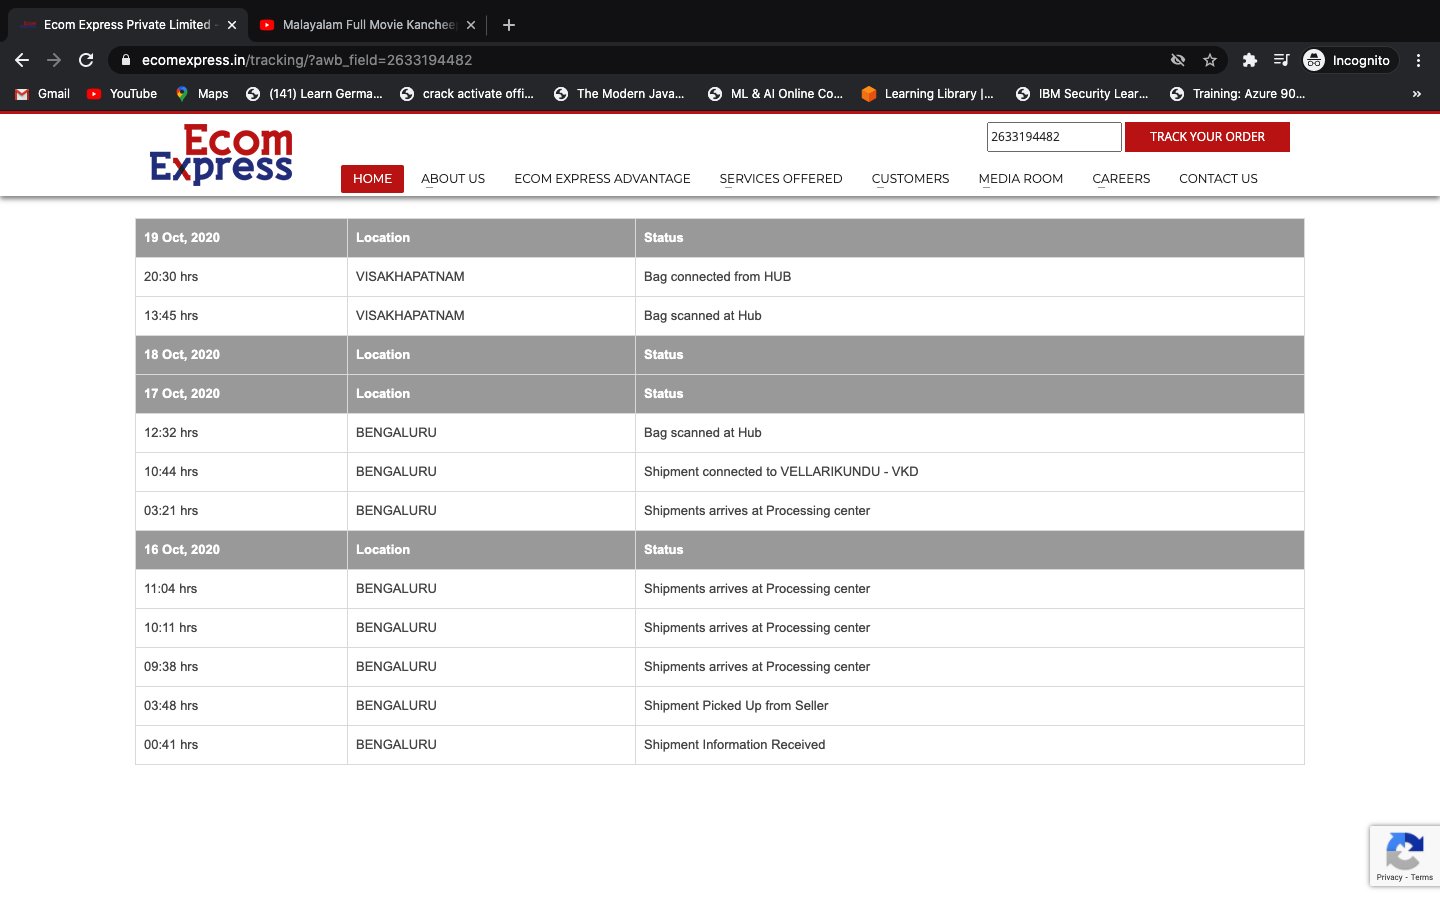 Ecom Express Private Limited -
Malayalam Full Movie Kancheep
ecomexpress.in/tracking/?awb_field=2633194482
Incognito
Gmail YouTube Maps (141) Learn Germa... crack activate offi... The Modern Java... ML & AI Online Co... Learning Library |... IBM Security Lear... Training: Azure 90... »
Ecom
Express
2633194482 TRACK YOUR ORDER
HOME ABOUT US ECOM EXPRESS ADVANTAGE SERVICES OFFERED CUSTOMERS MEDIA ROOM CAREERS CONTACT US
19 Oct, 2020 Location Status
20:30 hrs VISAKHAPATNAM Bag connected from HUB
13:45 hrs VISAKHAPATNAM Bag scanned at Hub
18 Oct, 2020 Location Status
17 Oct, 2020 Location Status
12:32 hrs BENGALURU Bag scanned at Hub
10:44 hrs BENGALURU Shipment connected to VELLARIKUNDU - VKD
03:21 hrs BENGALURU Shipments arrives at Processing center
16 Oct, 2020 Location Status
11:04 hrs BENGALURU Shipments arrives at Processing center
10:11 hrs BENGALURU Shipments arrives at Processing center
09:38 hrs BENGALURU Shipments arrives at Processing center
03:48 hrs BENGALURU Shipment Picked Up from Seller
00:41 hrs BENGALURU Shipment Information Received
Privacy - Terms